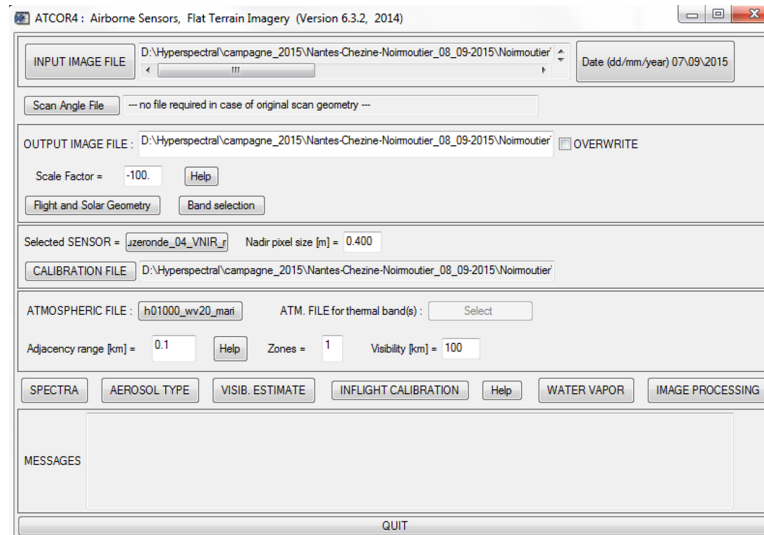 ATCOR4 : Airborne Sensors, Flat Terrain Imagery (Version 6.3.2, 2014)
INPUT IMAGE FILE D:\Hyperspectral\campagne_2015\Nantes-Chezine-Noirmoutier_08_09-2015\Noirmoutier\ Date (dd/mm/year) 07\09\2015
Scan Angle File --- no file required in case of original scan geometry ---
OUTPUT IMAGE FILE : D:\Hyperspectral\campagne_2015\Nantes-Chezine-Noirmoutier_08_09-2015\Noirmoutier\ OVERWRITE
Scale Factor = -100. Help
Flight and Solar Geometry Band selection
Selected SENSOR = uzeronde_04_VNIR_r Nadir pixel size [m] = 0.400
CALIBRATION FILE D:\Hyperspectral\campagne_2015\Nantes-Chezine-Noirmoutier_08_09-2015\Noirmoutier\
ATMOSPHERIC FILE : h01000_wv20_mari ATM. FILE for thermal band(s) : Select
Adjacency range [km] = 0.1 Help Zones = 1 Visibility [km] = 100
SPECTRA AEROSOL TYPE VISIB. ESTIMATE INFLIGHT CALIBRATION Help WATER VAPOR IMAGE PROCESSING
MESSAGES
QUIT